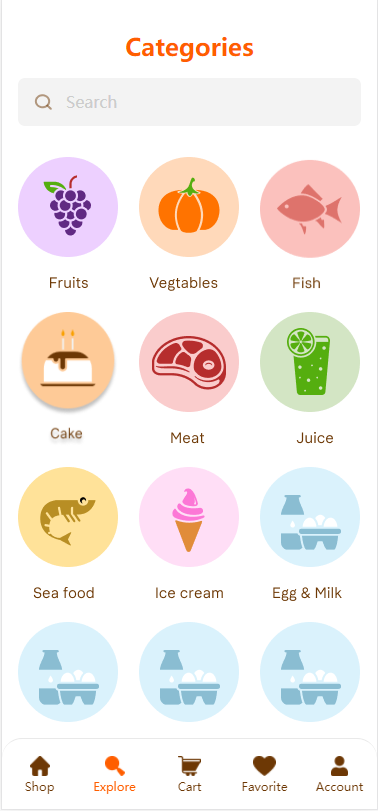 Categories
Search
Fruits Vegtables Fish
Cake Meat Juice
Sea food Ice cream Egg & Milk
Shop Explore Cart Favorite Account